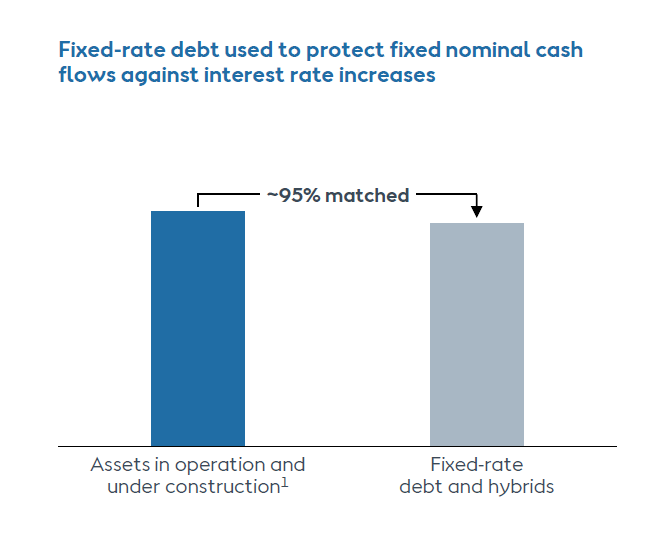 Fixed-rate debt used to protect fixed nominal cash
flows against interest rate increases
~95% matched
Assets in operation and
under construction¹
Fixed-rate
debt and hybrids